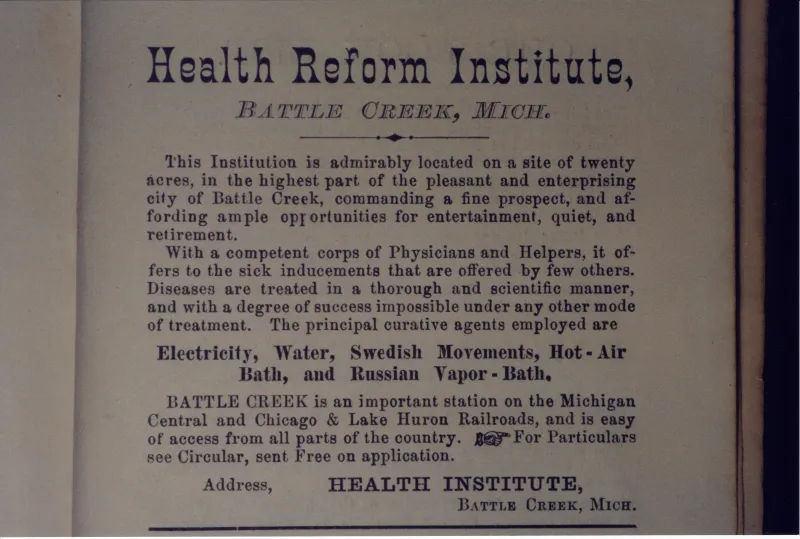 Health Reform Institute,
BATTLE CREEK, MICH.
This Institution is admirably located on a site of twenty
acres, in the highest part of the pleasant and enterprising
city of Battle Creek, commanding a fine prospect, and af-
fording ample opportunities for entertainment, quiet, and
retirement.
With a competent corps of Physicians and Helpers, it of-
fers to the sick inducements that are offered by few others.
Diseases are treated in a thorough and scientific manner,
and with a degree of success impossible under any other mode
of treatment. The principal curative agents employed are
Electricity, Water, Swedish Movements, Hot-Air
Bath, and Russian Vapor-Bath.
BATTLE CREEK is an important station on the Michigan
Central and Chicago & Lake Huron Railroads, and is easy
of access from all parts of the country. ☞For Particulars
see Circular, sent Free on application.
Address, HEALTH INSTITUTE,
BATTLE CREEK, MICH.